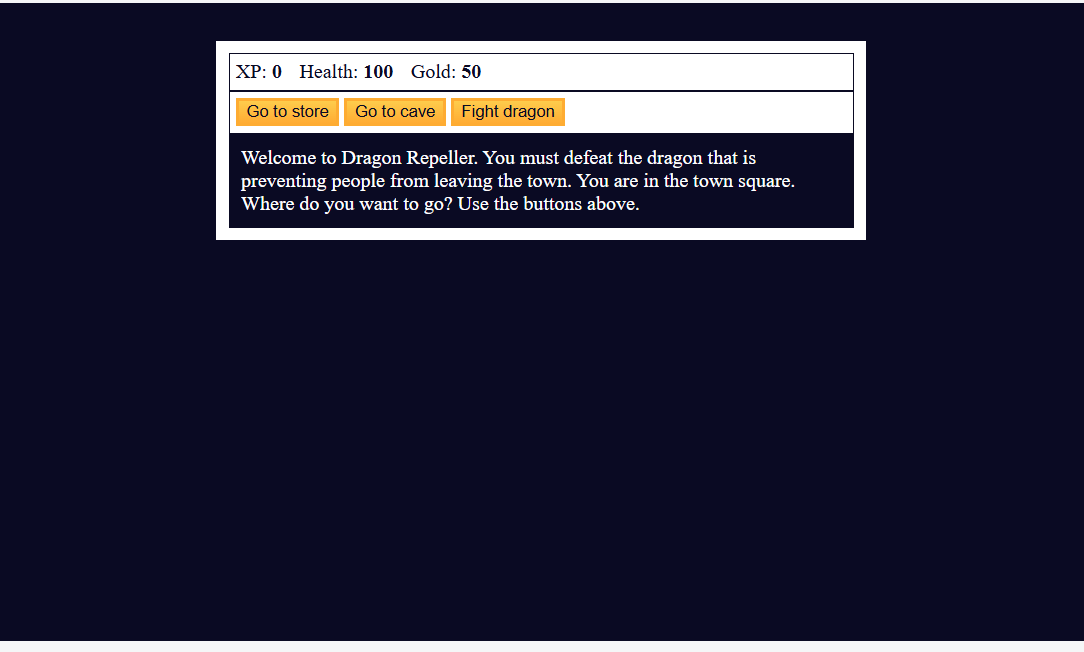 XP: 0 Health: 100 Gold: 50
Go to store Go to cave Fight dragon
Welcome to Dragon Repeller. You must defeat the dragon that is
preventing people from leaving the town. You are in the town square.
Where do you want to go? Use the buttons above.